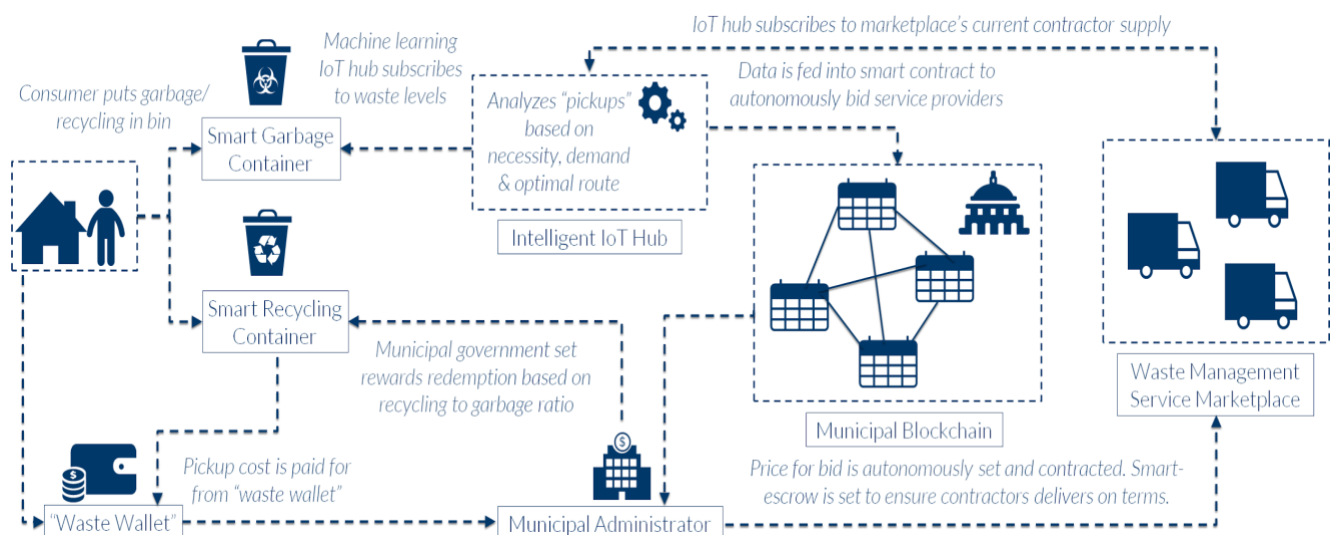 IoT hub subscribes to marketplace's current contractor supply
Machine learning
IoT hub subscribes
to waste levels
Data is fed into smart contract to
autonomously bid service providers
Consumer puts garbage/
recycling in bin
Analyzes "pickups"
based on
necessity, demand
& optimal route
Smart Garbage
Container
Intelligent IoT Hub
Smart Recycling
Container
Municipal government set
rewards redemption based on
recycling to garbage ratio
Waste Management
Service Marketplace
Municipal Blockchain
$
$
Pickup cost is paid for
from "waste wallet"
Price for bid is autonomously set and contracted. Smart-
escrow is set to ensure contractors delivers on terms.
"Waste Wallet"
Municipal Administrator